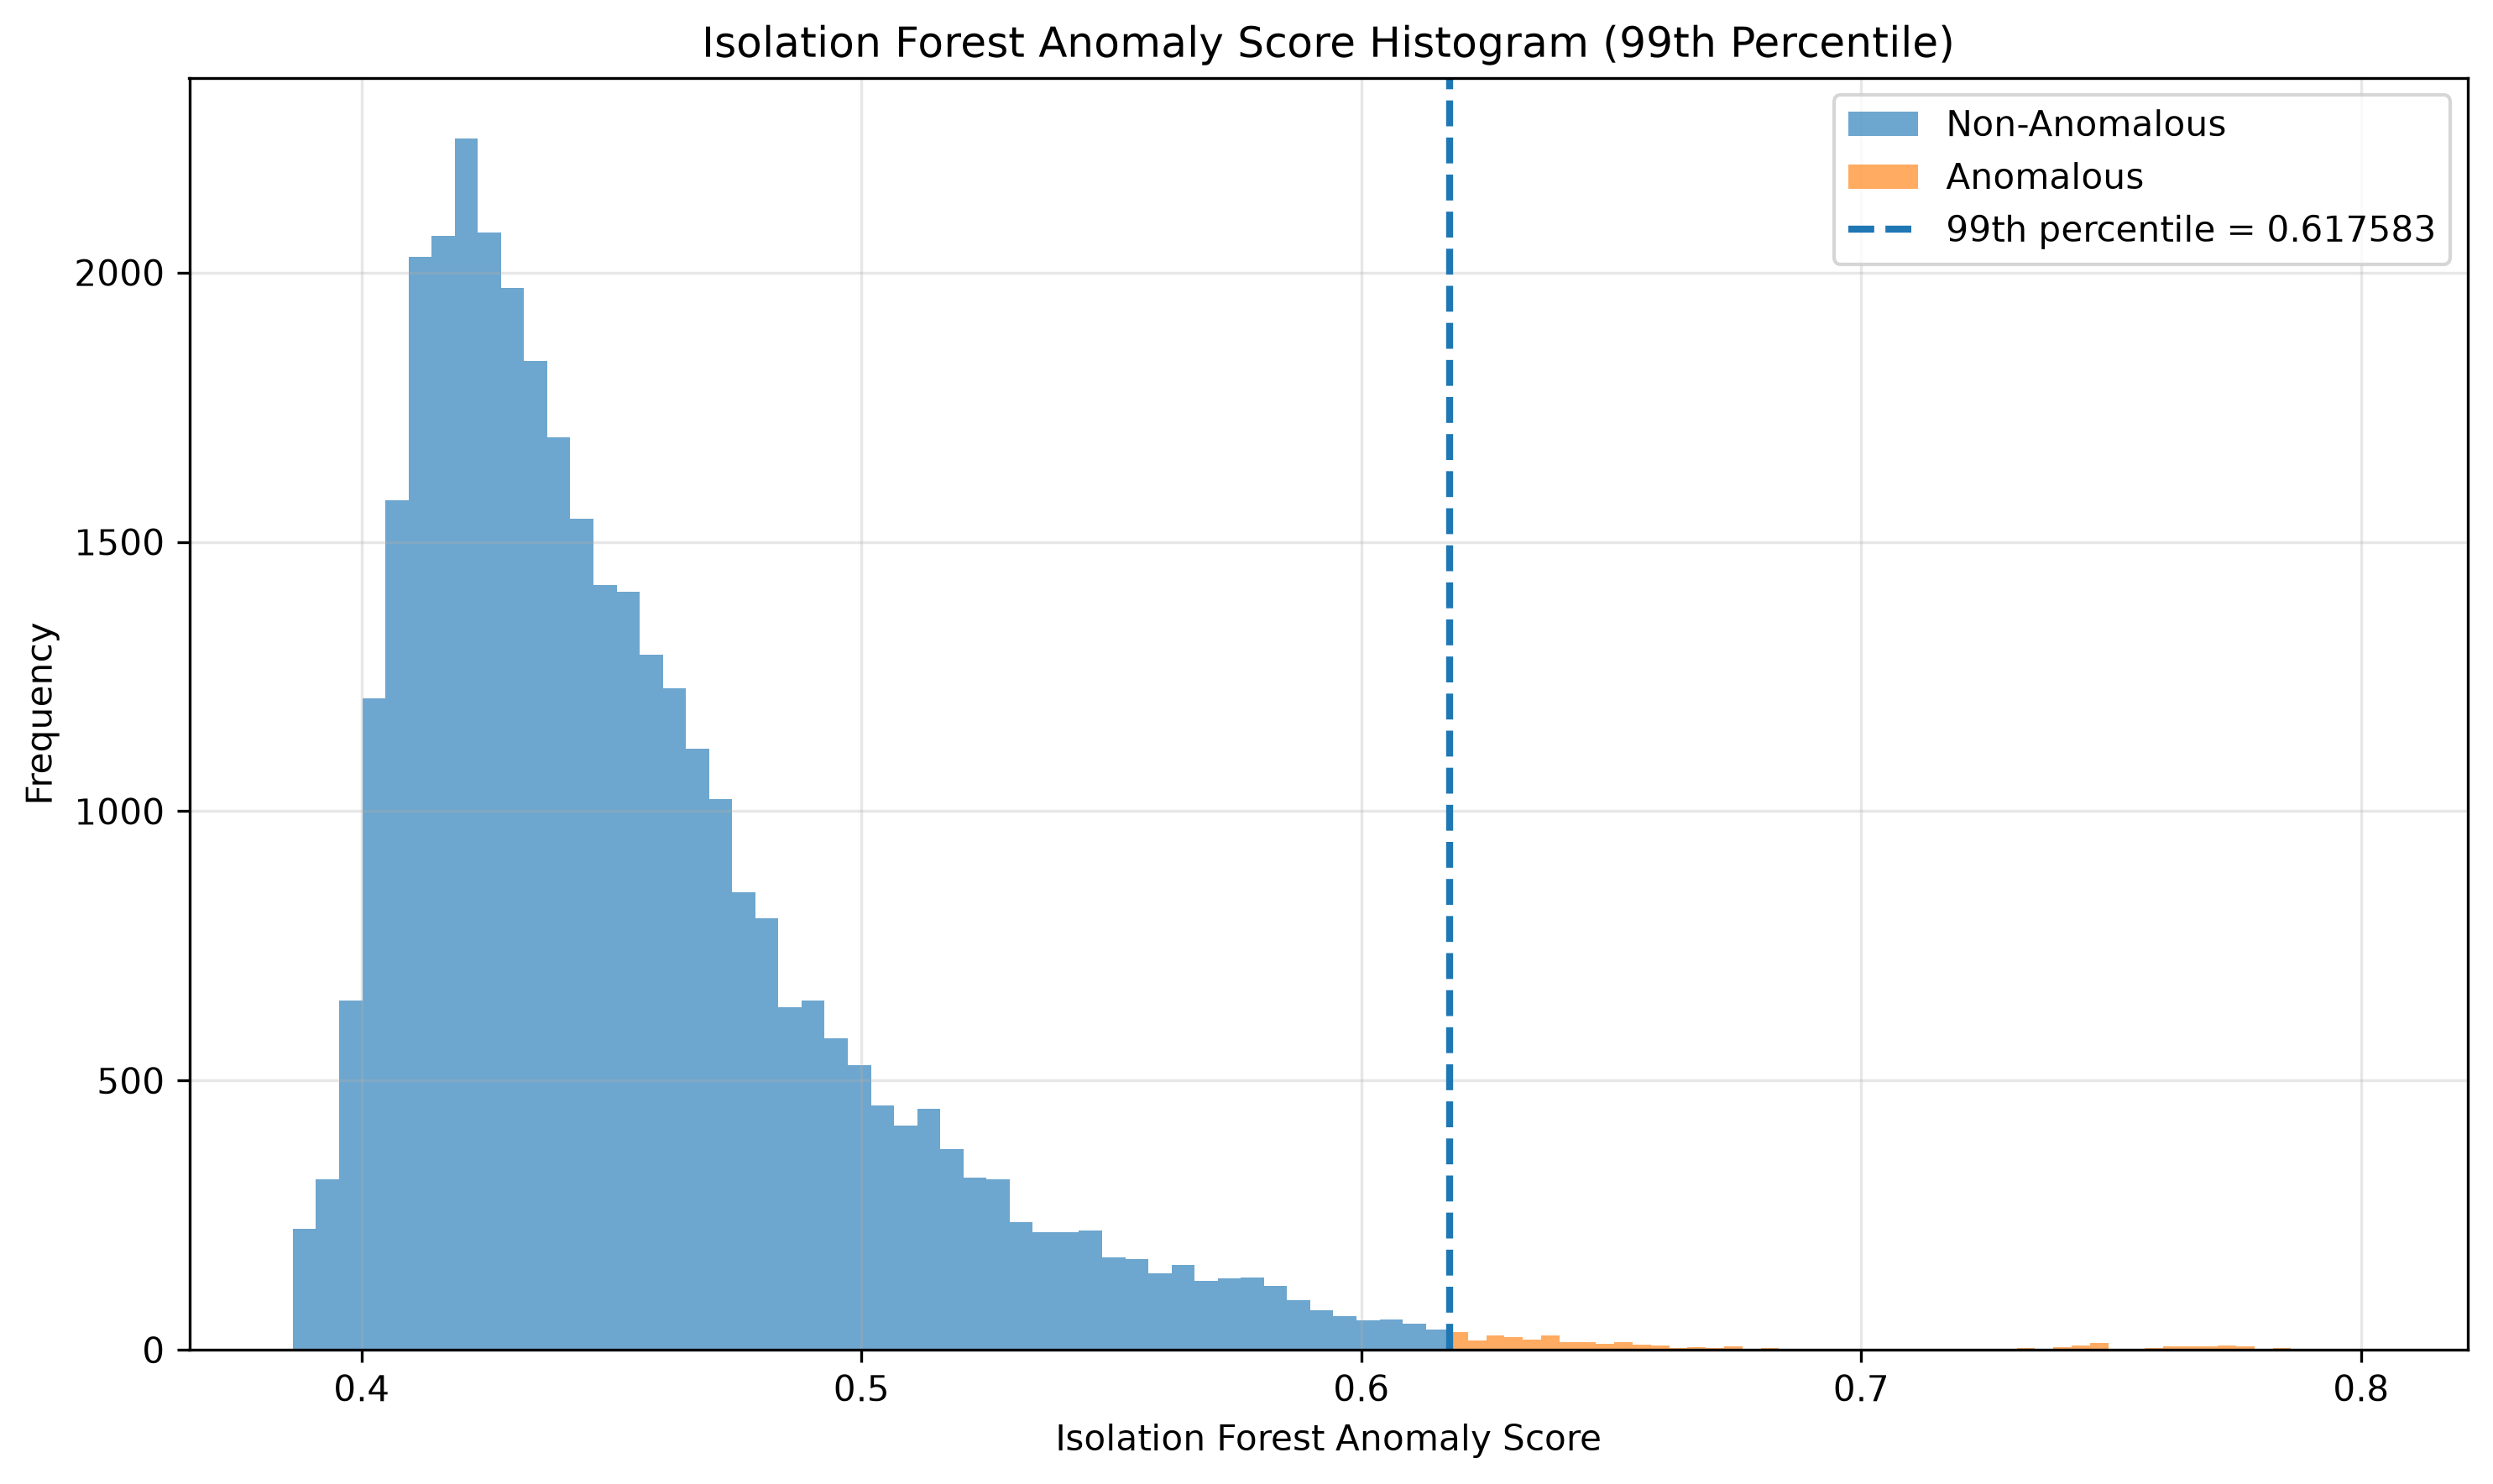 Isolation Forest Anomaly Score Histogram (99th Percentile)
Non-Anomalous
Anomalous
99th percentile = 0.617583
Frequency
2000
1500
1000
500
0
0.4 0.5 0.6 0.7 0.8
Isolation Forest Anomaly Score